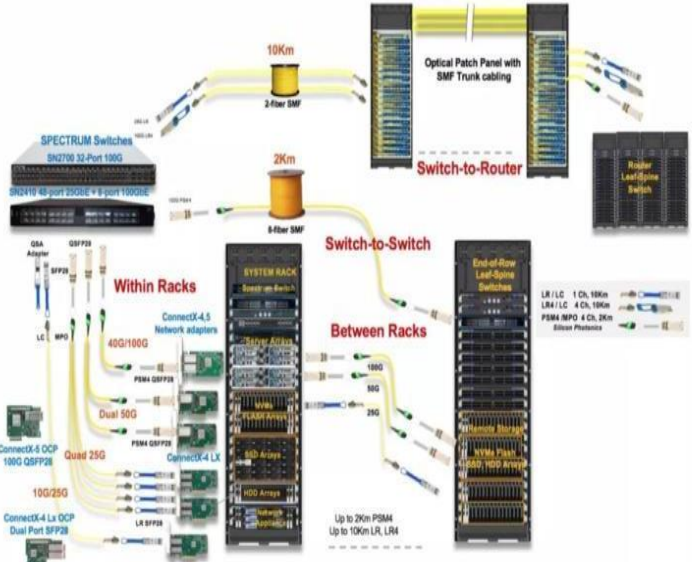 10Km
2-fiber SMF
Optical Patch Panel with
SMF Trunk cabling
Switch-to-Router
Router
Leaf-Spine
Switch
SPECTRUM Switches
SN2700 32-Port 100G
SN2410 48-port 25GbE + 8-port 100GbE
100G PSM4
2Km
8-fiber SMF
Switch-to-Switch
QSA
Adapter
SFP28
QSFP28
LC
MPO
Within Racks
ConnectX-4,5
Network adapters
40G/100G
PSM4 QSFP28
Dual 50G
PSM4 QSFP28
Quad 25G
ConnectX-4 LX
ConnectX-5 OCP
100G QSFP28
10G/25G
LR SFP28
ConnectX-4 Lx OCP
Dual Port SFP28
SYSTEM RACK
Spectrum Switch
Server Arrays
NVMe
FLASH Arrays
SSD Arrays
HDD Arrays
Network
Between Racks
100G
50G
25G
End-of-Row
Leaf-Spine
Switches
Remote Storage
NVMe Flash
SSD, HDD Arrays
Up to 2Km PSM4
Up to 10Km LR, LR4
LR / LC 1 Ch, 10Km
LR4 / LC 4 Ch, 10Km
PSM4 /MPO 4 Ch, 2Km
Silicon Photonics